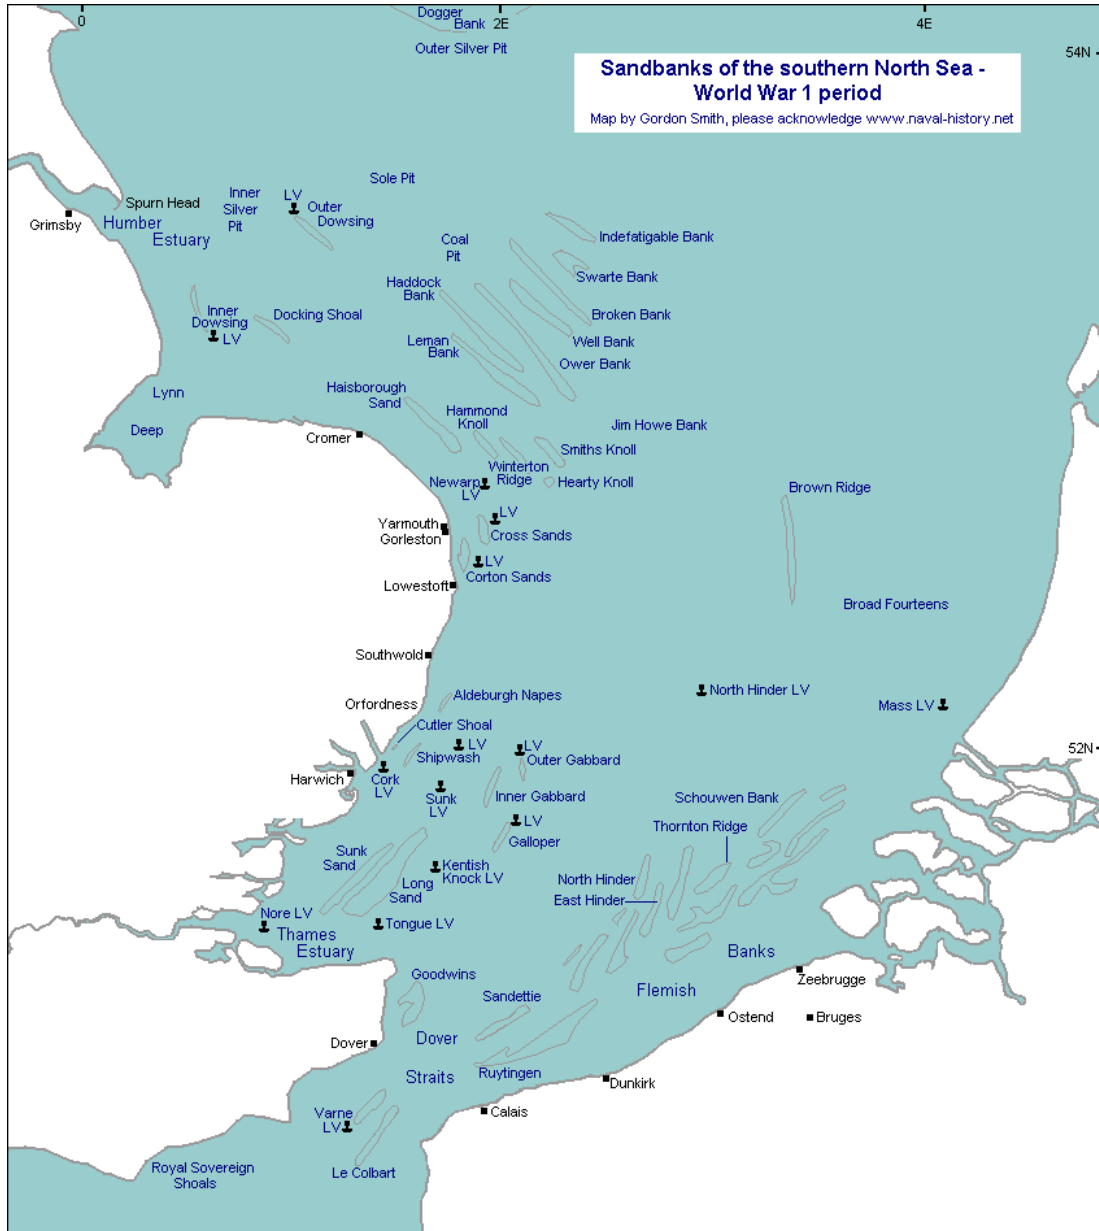 0
2E
4E
Dogger
Bank
Outer Silver Pit
54N
Sandbanks of the southern North Sea -
World War 1 period
Map by Gordon Smith, please acknowledge www.naval-history.net
Sole Pit
Spurn Head
Inner
Silver
Pit
LV
Outer
Dowsing
Grimsby
Humber
Estuary
Coal
Pit
Indefatigable Bank
Haddock
Bank
Swarte Bank
Inner
Dowsing
LV
Docking Shoal
Broken Bank
Leman
Bank
Well Bank
Ower Bank
Lynn
Deep
Haisborough
Sand
Hammond
Knoll
Jim Howe Bank
Cromer
Smiths Knoll
Winterton
Ridge
Newarp
LV
Hearty Knoll
Brown Ridge
LV
Yarmouth
Gorleston
Cross Sands
LV
Corton Sands
Lowestoft
Broad Fourteens
Southwold
Aldeburgh Napes
North Hinder LV
Mass LV
Orfordness
Cutler Shoal
LV
Shipwash
LV
Outer Gabbard
52N
Harwich
Cork
LV
Sunk
LV
Inner Gabbard
Schouwen Bank
LV
Galloper
Thornton Ridge
Sunk
Sand
Kentish
Knock LV
Long
Sand
North Hinder
East Hinder
Nore LV
Tongue LV
Thames
Estuary
Banks
Goodwins
Zeebrugge
Sandettie
Flemish
Ostend
Bruges
Dover
Dover
Straits
Ruytingen
Dunkirk
Varne
LV
Calais
Royal Sovereign
Shoals
Le Colbart